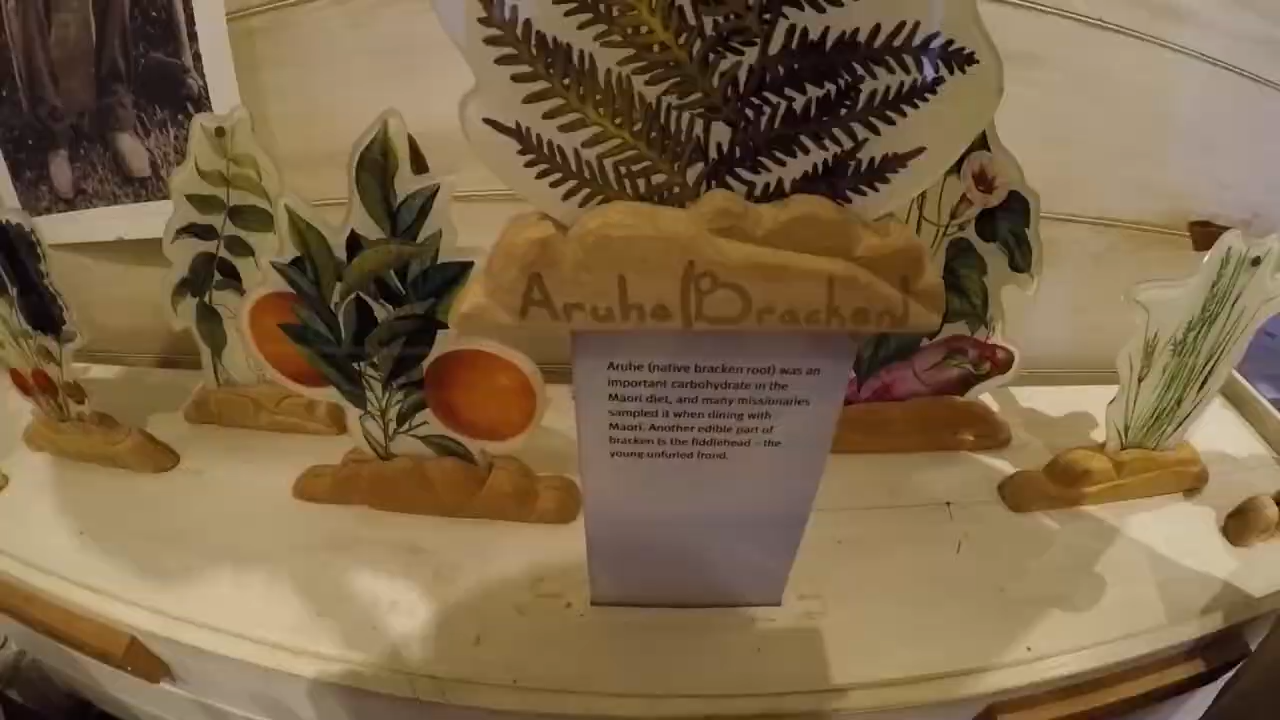 Aruhe/Bracken
Aruhe (native bracken root) was an
important carbohydrate in the
Māori diet, and many missionaries
sampled it when dining with
Māori. Another edible part of
bracken is the fiddlehead – the
young unfurled frond.